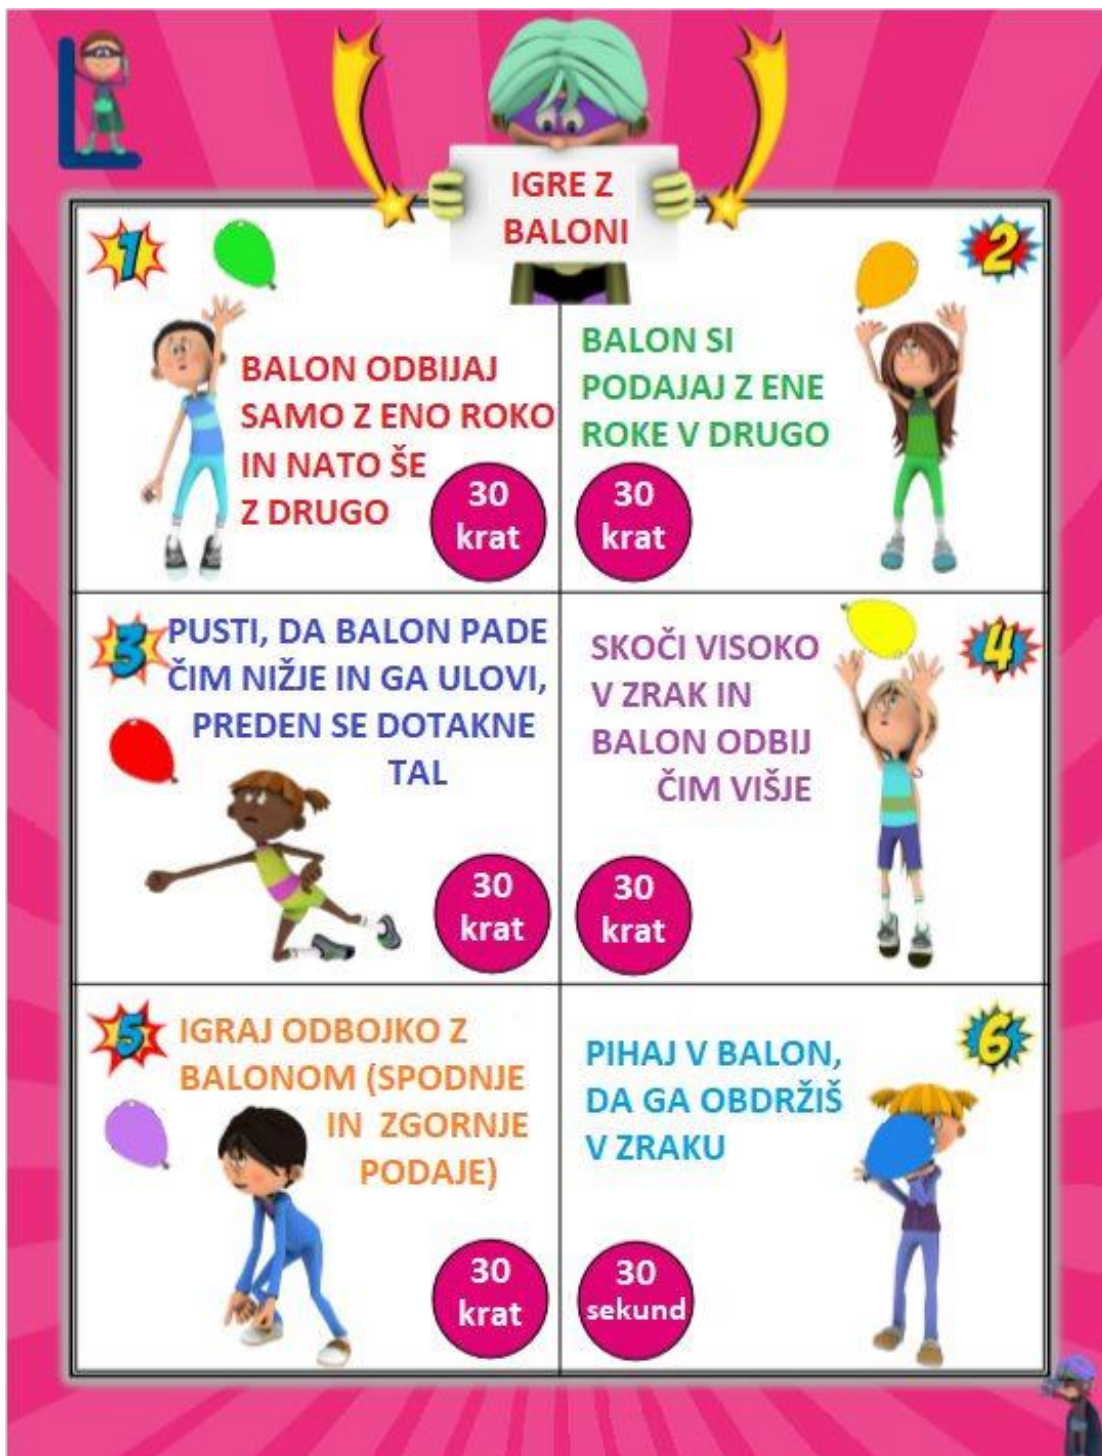 IGRE Z
BALONI
1
BALON ODBIJAJ
SAMO Z ENO ROKO
IN NATO ŠE
Z DRUGO
30
krat
2
BALON SI
PODAJAJ Z ENE
ROKE V DRUGO
30
krat
3
PUSTI, DA BALON PADE
ČIM NIŽJE IN GA ULOVI,
PREDEN SE DOTAKNE
TAL
30
krat
4
SKOČI VISOKO
V ZRAK IN
BALON ODBIJ
ČIM VIŠJE
30
krat
5
IGRAJ ODBOJKO Z
BALONOM (SPODNJE
IN ZGORNJE
PODAJE)
30
krat
6
PIHAJ V BALON,
DA GA OBDRŽIŠ
V ZRAKU
30
sekund